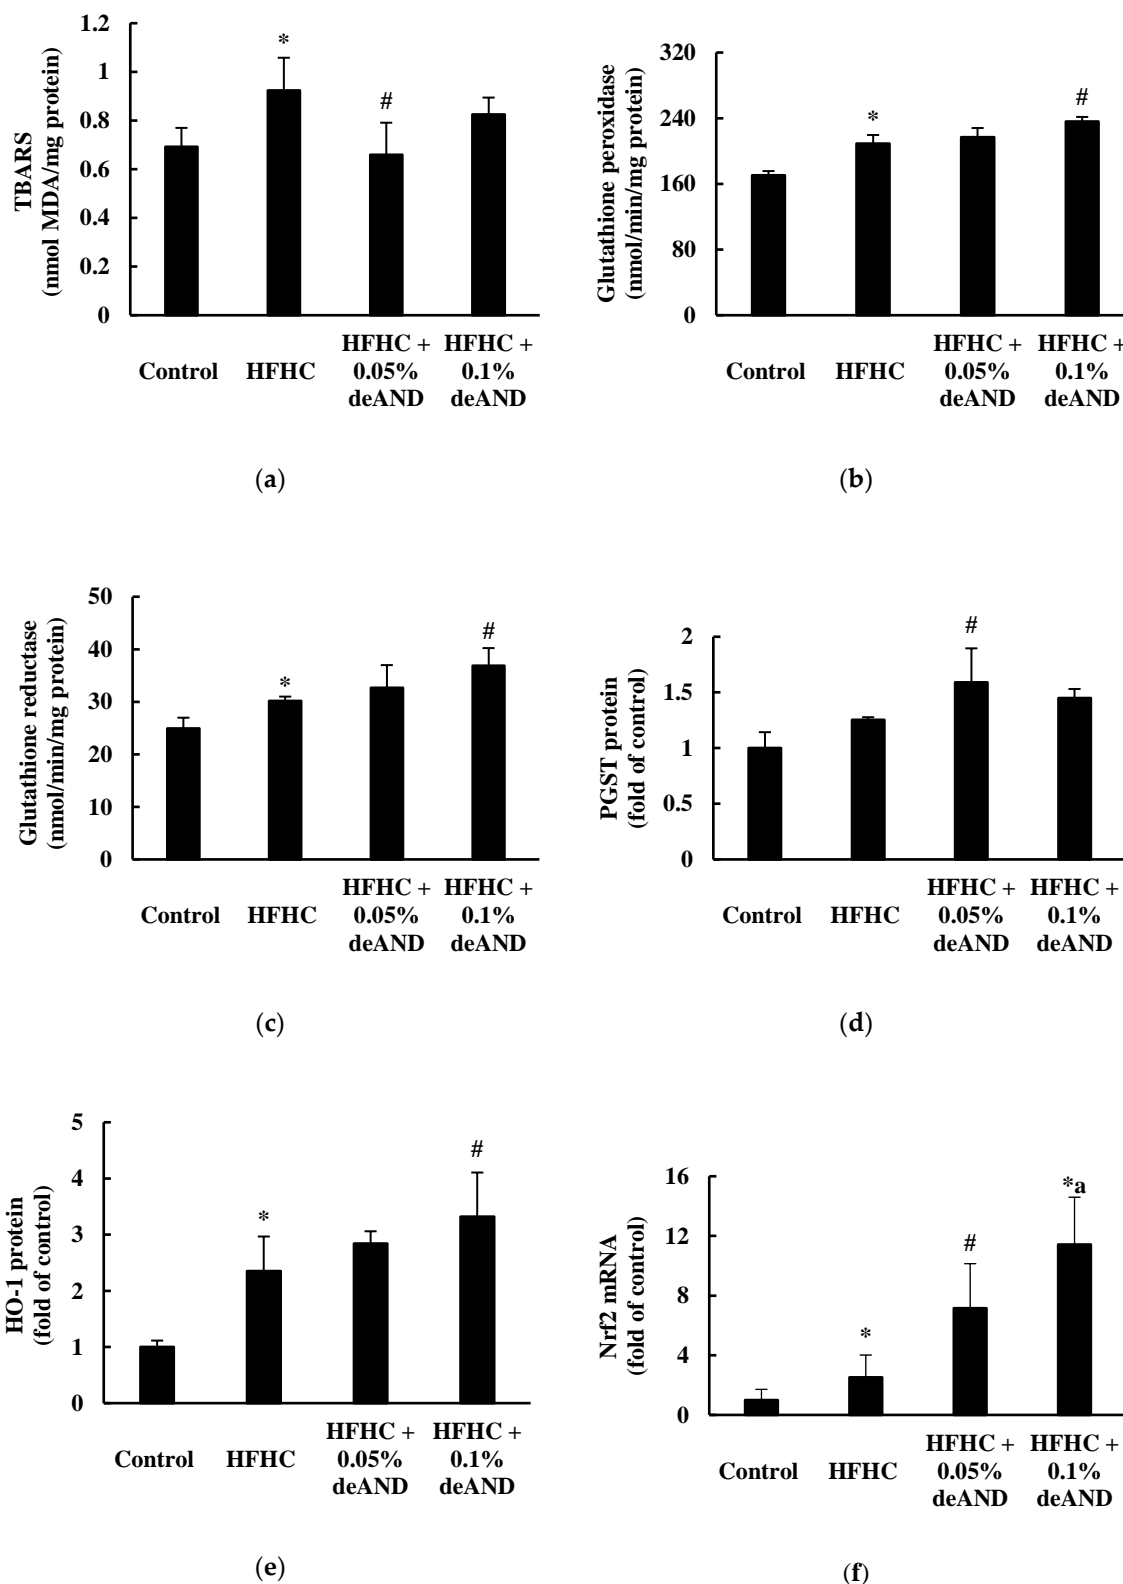 1.2
1
0.8
0.6
0.4
0.2
0
TBARS
(nmol MDA/mg protein)
*
#
Control HFHC HFHC + 0.05% deAND HFHC + 0.1% deAND
(a)
320
240
160
80
0
Glutathione peroxidase
(nmol/min/mg protein)
*
#
Control HFHC HFHC + 0.05% deAND HFHC + 0.1% deAND
(b)
50
40
30
20
10
0
Glutathione reductase
(nmol/min/mg protein)
*
#
Control HFHC HFHC + 0.05% deAND HFHC + 0.1% deAND
(c)
2
1.5
1
0.5
0
PGST protein
(fold of control)
#
Control HFHC HFHC + 0.05% deAND HFHC + 0.1% deAND
(d)
5
4
3
2
1
0
HO-1 protein
(fold of control)
*
#
Control HFHC HFHC + 0.05% deAND HFHC + 0.1% deAND
(e)
16
12
8
4
0
Nrf2 mRNA
(fold of control)
*
#
*a
Control HFHC HFHC + 0.05% deAND HFHC + 0.1% deAND
(f)